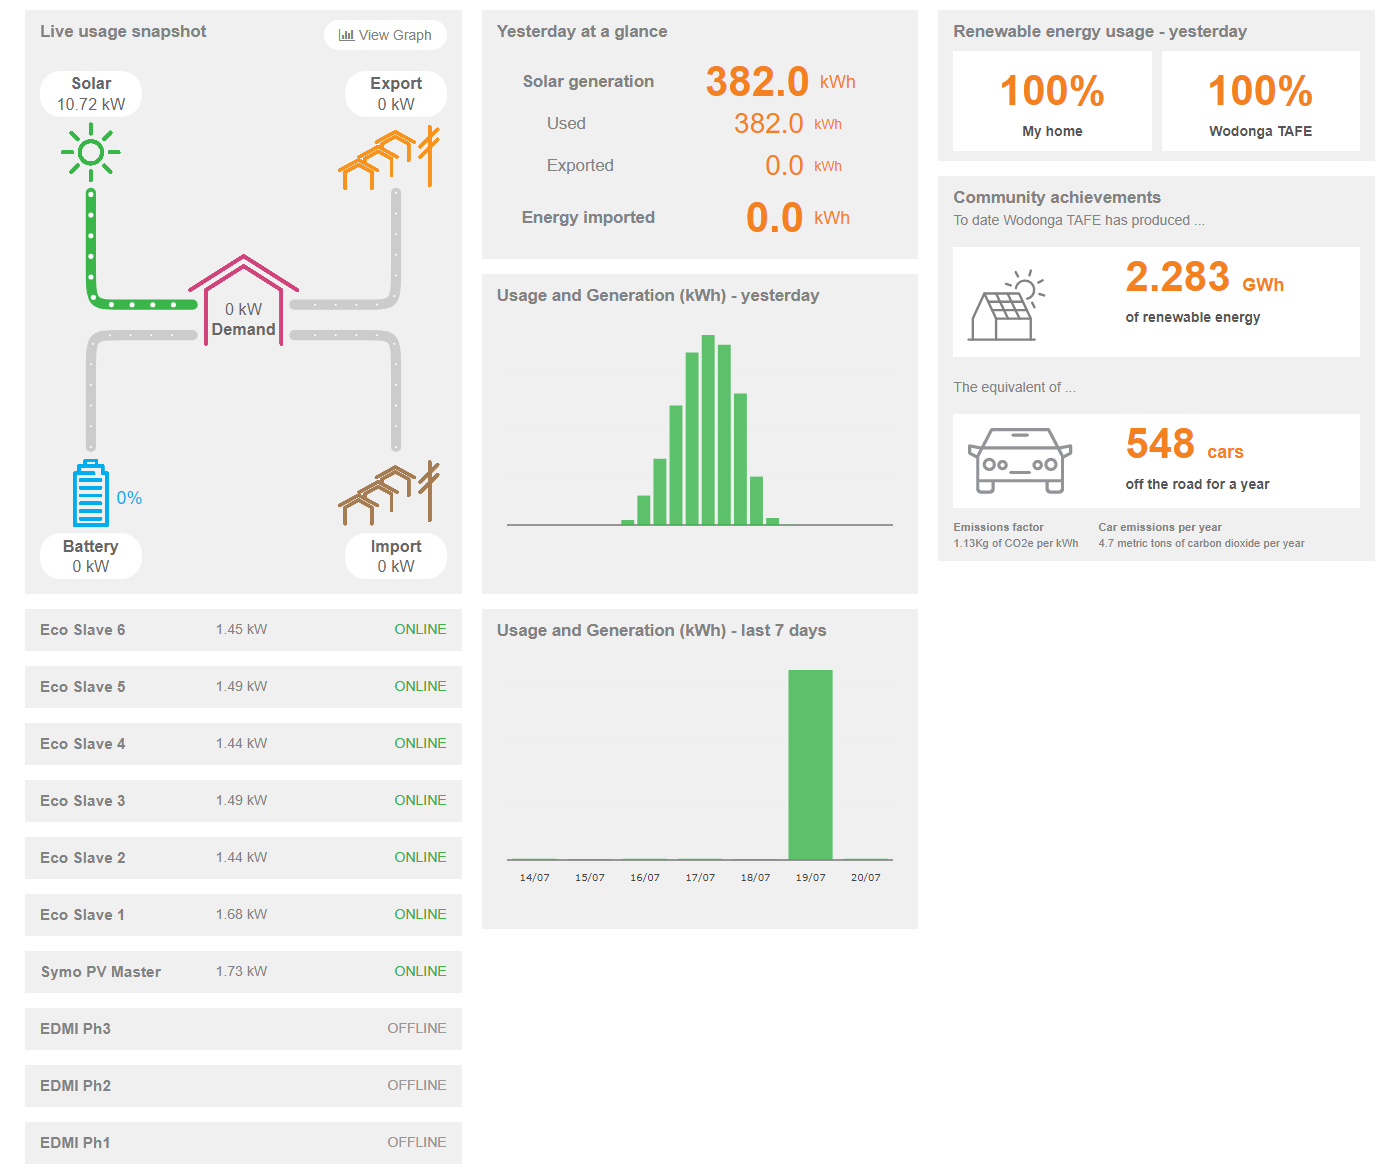 Live usage snapshot
View Graph
Solar
10.72 kW
Export
0 kW
0 kW
Demand
0%
Battery
0 kW
Import
0 kW
Eco Slave 6 1.45 kW ONLINE
Eco Slave 5 1.49 kW ONLINE
Eco Slave 4 1.44 kW ONLINE
Eco Slave 3 1.49 kW ONLINE
Eco Slave 2 1.44 kW ONLINE
Eco Slave 1 1.68 kW ONLINE
Symo PV Master 1.73 kW ONLINE
EDMI Ph3 OFFLINE
EDMI Ph2 OFFLINE
EDMI Ph1 OFFLINE
Yesterday at a glance
Solar generation 382.0 kWh
Used 382.0 kWh
Exported 0.0 kWh
Energy imported 0.0 kWh
Usage and Generation (kWh) - yesterday
Usage and Generation (kWh) - last 7 days
14/07 15/07 16/07 17/07 18/07 19/07 20/07
Renewable energy usage - yesterday
100%
My home
100%
Wodonga TAFE
Community achievements
To date Wodonga TAFE has produced ...
2.283 GWh
of renewable energy
The equivalent of ...
548 cars
off the road for a year
Emissions factor
1.13Kg of CO2e per kWh
Car emissions per year
4.7 metric tons of carbon dioxide per year